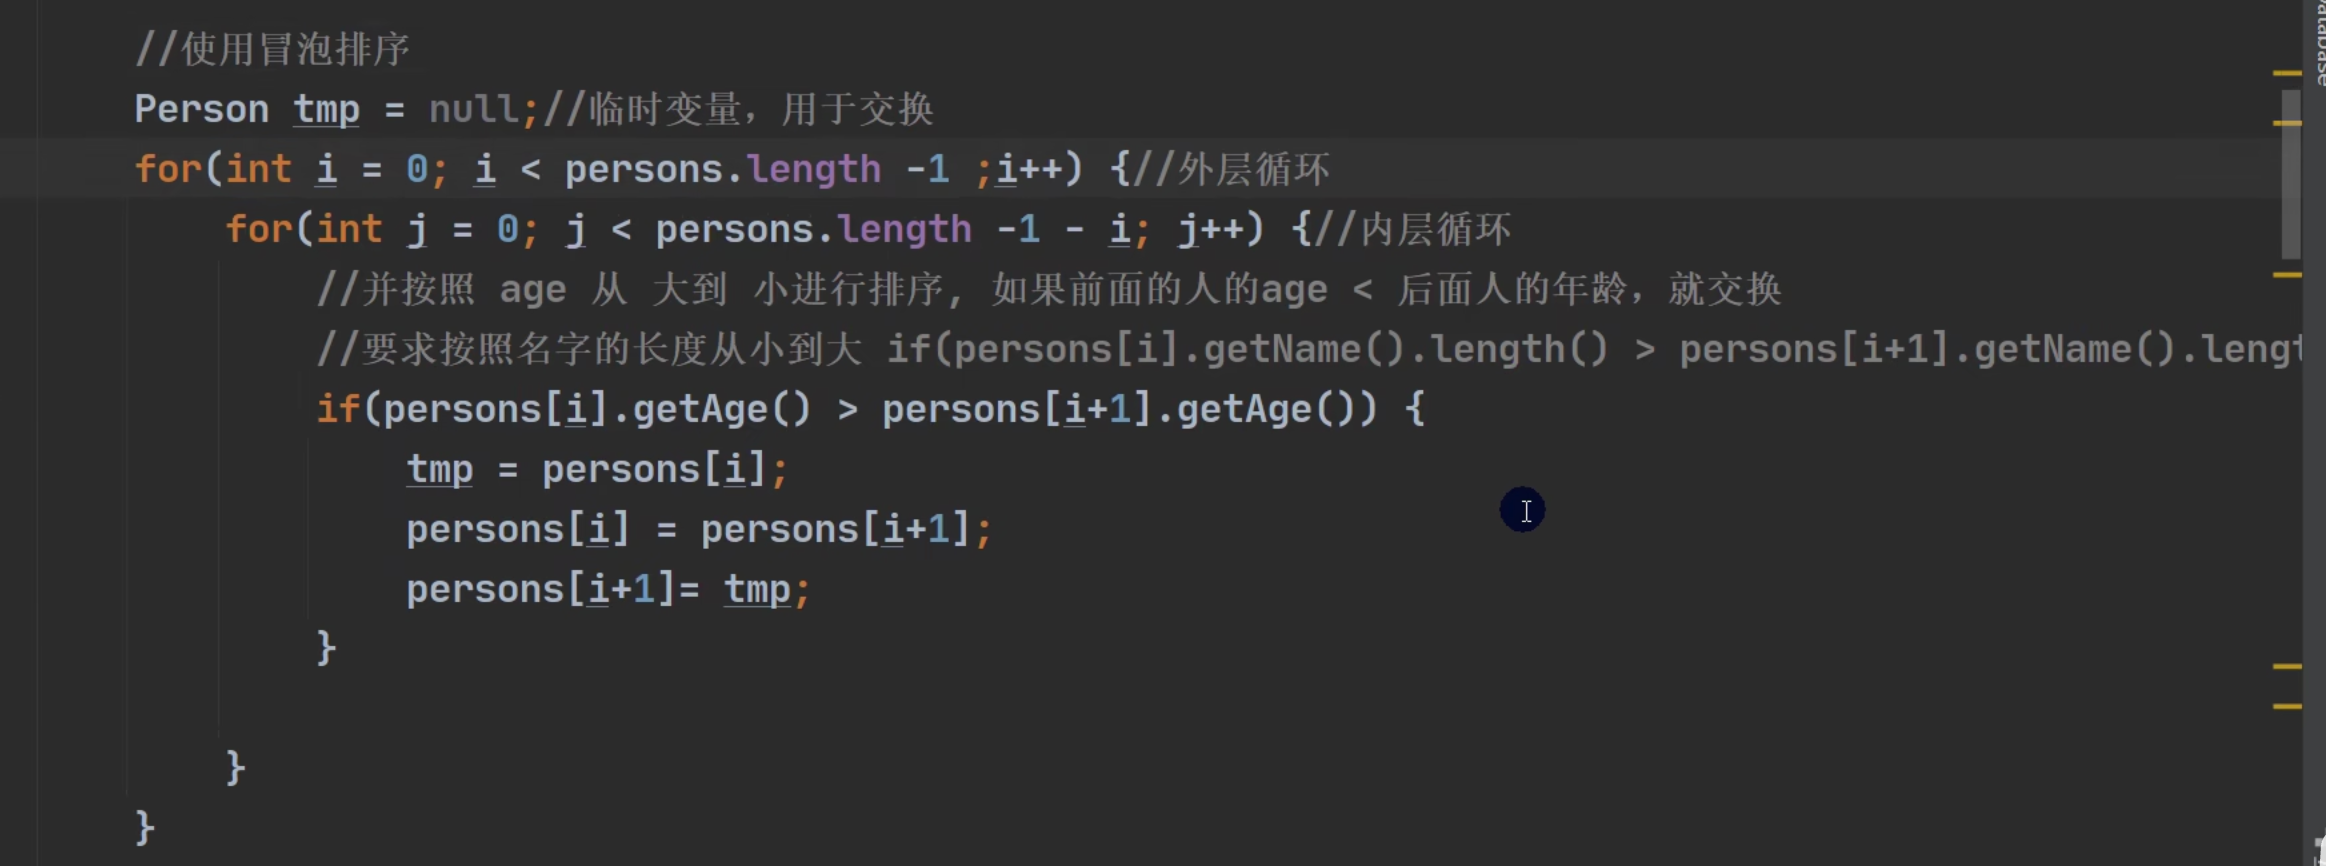 //使用冒泡排序
Person tmp = null;//临时变量，用于交换
for(int i = 0; i < persons.length -1 ;i++) {//外层循环
for(int j = 0; j < persons.length -1 - i; j++) {//内层循环
//并按照 age 从 大到 小进行排序, 如果前面的人的age < 后面人的年龄，就交换
//要求按照名字的长度从小到大 if(persons[i].getName().length() > persons[i+1].getName().lengt
if(persons[i].getAge() > persons[i+1].getAge()) {
tmp = persons[i];
persons[i] = persons[i+1];
persons[i+1]= tmp;
}
}
}
atabase